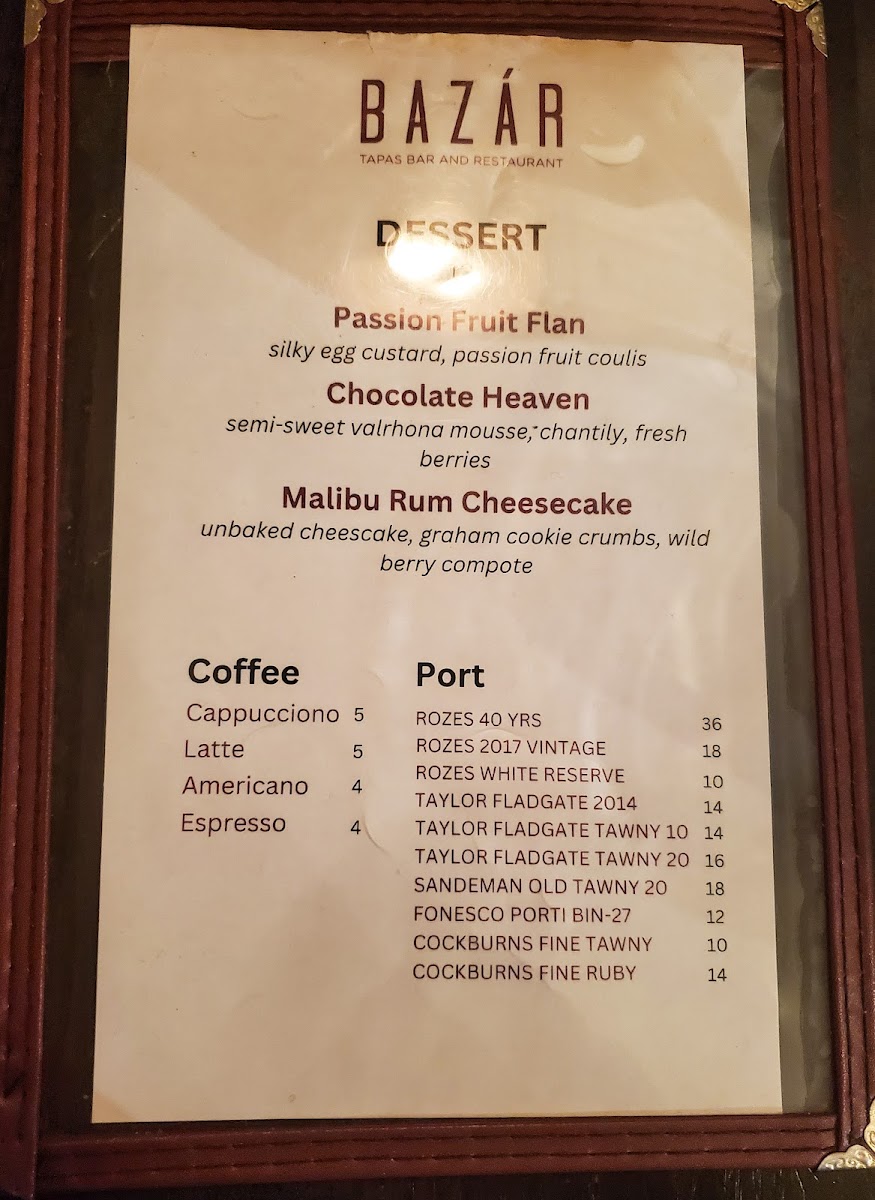 BAZÁR
TAPAS BAR AND RESTAURANT
DESSERT
Passion Fruit Flan
silky egg custard, passion fruit coulis
Chocolate Heaven
semi-sweet valrhona mousse, chantily, fresh
berries
Malibu Rum Cheesecake
unbaked cheescake, graham cookie crumbs, wild
berry compote
Coffee
Cappucciono 5
Latte 5
Americano 4
Espresso 4
Port
ROZES 40 YRS 36
ROZES 2017 VINTAGE 18
ROZES WHITE RESERVE 10
TAYLOR FLADGATE 2014 14
TAYLOR FLADGATE TAWNY 10 14
TAYLOR FLADGATE TAWNY 20 16
SANDEMAN OLD TAWNY 20 18
FONESCO PORTI BIN-27 12
COCKBURNS FINE TAWNY 10
COCKBURNS FINE RUBY 14